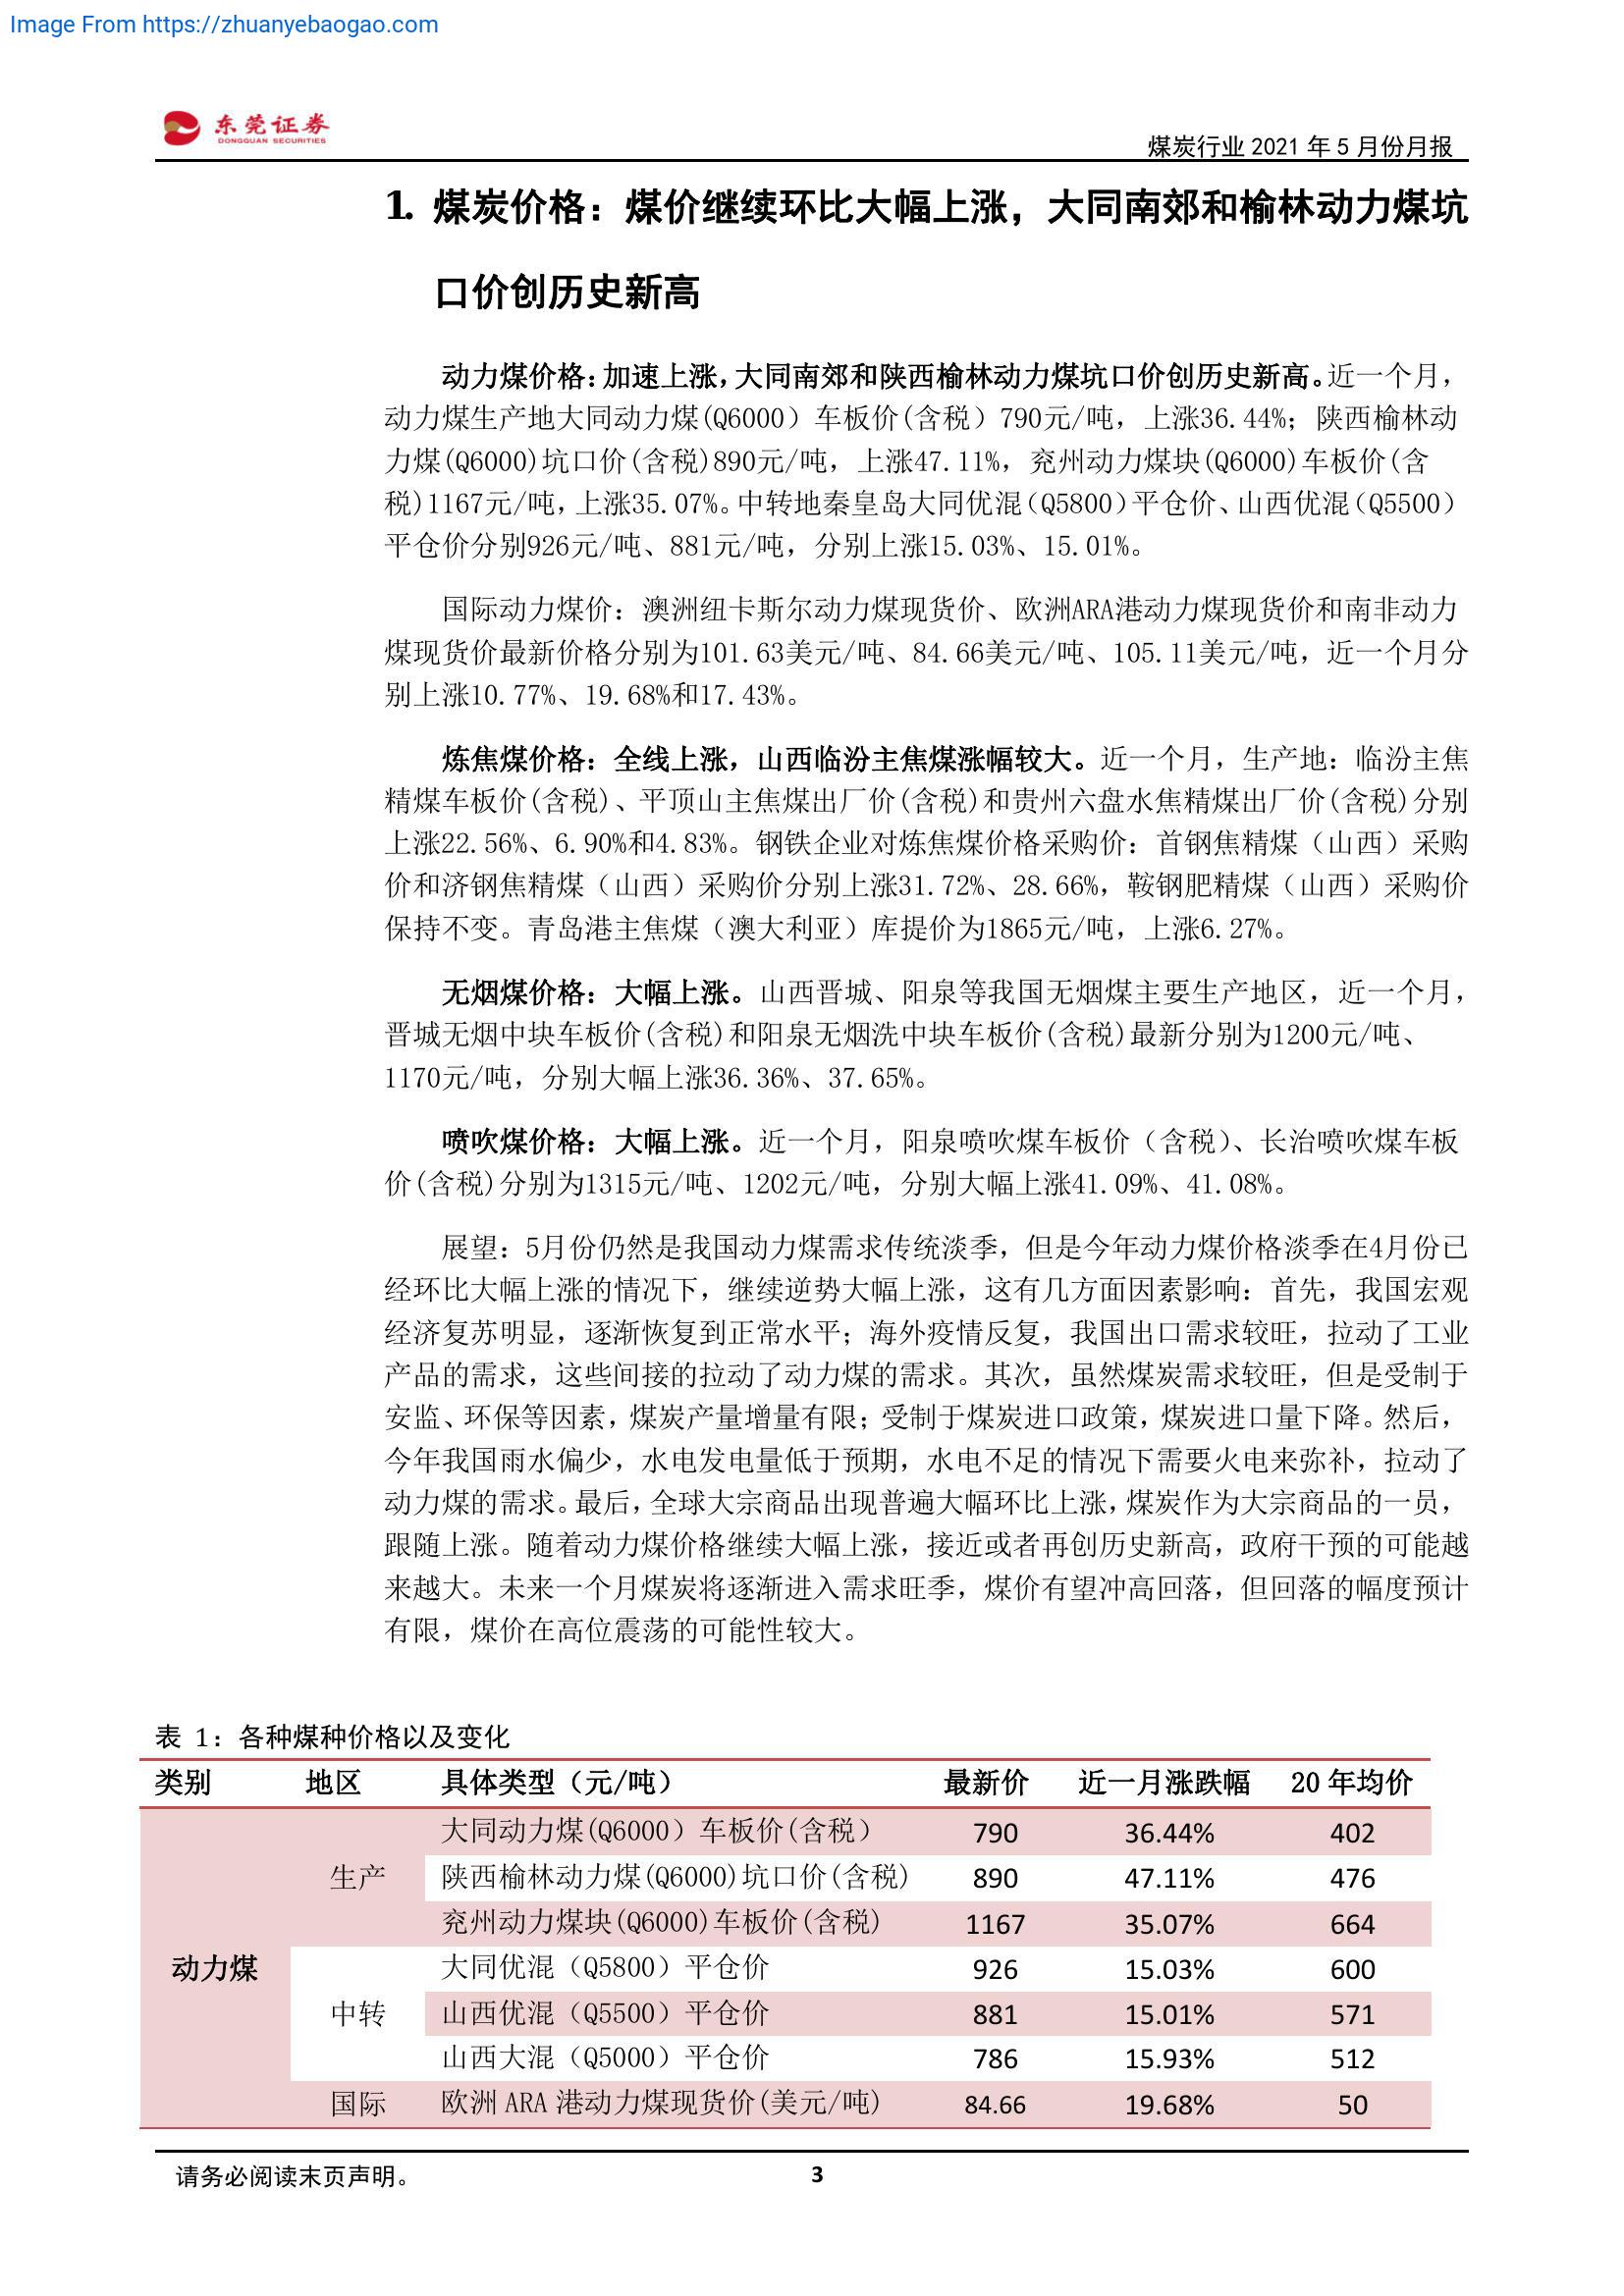 Image From https://zhuanyebaogao.com
东莞证券
DONGGUAN SECURITIES
煤炭行业 2021 年 5 月份月报
1. 煤炭价格：煤价继续环比大幅上涨，大同南郊和榆林动力煤坑
口价创历史新高
动力煤价格：加速上涨，大同南郊和陕西榆林动力煤坑口价创历史新高。近一个月，
动力煤生产地大同动力煤(Q6000）车板价(含税）790元/吨，上涨36.44%；陕西榆林动
力煤(Q6000)坑口价(含税)890元/吨，上涨47.11%，兖州动力煤块(Q6000)车板价(含
税)1167元/吨，上涨35.07%。中转地秦皇岛大同优混（Q5800）平仓价、山西优混（Q5500）
平仓价分别926元/吨、881元/吨，分别上涨15.03%、15.01%。
国际动力煤价：澳洲纽卡斯尔动力煤现货价、欧洲ARA港动力煤现货价和南非动力
煤现货价最新价格分别为101.63美元/吨、84.66美元/吨、105.11美元/吨，近一个月分
别上涨10.77%、19.68%和17.43%。
炼焦煤价格：全线上涨，山西临汾主焦煤涨幅较大。近一个月，生产地：临汾主焦
精煤车板价(含税)、平顶山主焦煤出厂价(含税)和贵州六盘水焦精煤出厂价(含税)分别
上涨22.56%、6.90%和4.83%。钢铁企业对炼焦煤价格采购价：首钢焦精煤（山西）采购
价和济钢焦精煤（山西）采购价分别上涨31.72%、28.66%，鞍钢肥精煤（山西）采购价
保持不变。青岛港主焦煤（澳大利亚）库提价为1865元/吨，上涨6.27%。
无烟煤价格：大幅上涨。山西晋城、阳泉等我国无烟煤主要生产地区，近一个月，
晋城无烟中块车板价(含税)和阳泉无烟洗中块车板价(含税)最新分别为1200元/吨、
1170元/吨，分别大幅上涨36.36%、37.65%。
喷吹煤价格：大幅上涨。近一个月，阳泉喷吹煤车板价（含税）、长治喷吹煤车板
价(含税)分别为1315元/吨、1202元/吨，分别大幅上涨41.09%、41.08%。
展望：5月份仍然是我国动力煤需求传统淡季，但是今年动力煤价格淡季在4月份已
经环比大幅上涨的情况下，继续逆势大幅上涨，这有几方面因素影响：首先，我国宏观
经济复苏明显，逐渐恢复到正常水平；海外疫情反复，我国出口需求较旺，拉动了工业
产品的需求，这些间接的拉动了动力煤的需求。其次，虽然煤炭需求较旺，但是受制于
安监、环保等因素，煤炭产量增量有限；受制于煤炭进口政策，煤炭进口量下降。然后，
今年我国雨水偏少，水电发电量低于预期，水电不足的情况下需要火电来弥补，拉动了
动力煤的需求。最后，全球大宗商品出现普遍大幅环比上涨，煤炭作为大宗商品的一员，
跟随上涨。随着动力煤价格继续大幅上涨，接近或者再创历史新高，政府干预的可能越
来越大。未来一个月煤炭将逐渐进入需求旺季，煤价有望冲高回落，但回落的幅度预计
有限，煤价在高位震荡的可能性较大。
表 1：各种煤种价格以及变化
类别 地区 具体类型（元/吨） 最新价 近一月涨跌幅 20 年均价
大同动力煤(Q6000）车板价(含税） 790 36.44% 402
生产 陕西榆林动力煤(Q6000)坑口价(含税) 890 47.11% 476
兖州动力煤块(Q6000)车板价(含税) 1167 35.07% 664
动力煤 大同优混（Q5800）平仓价 926 15.03% 600
中转 山西优混（Q5500）平仓价 881 15.01% 571
山西大混（Q5000）平仓价 786 15.93% 512
国际 欧洲 ARA 港动力煤现货价(美元/吨) 84.66 19.68% 50
请务必阅读末页声明。 3